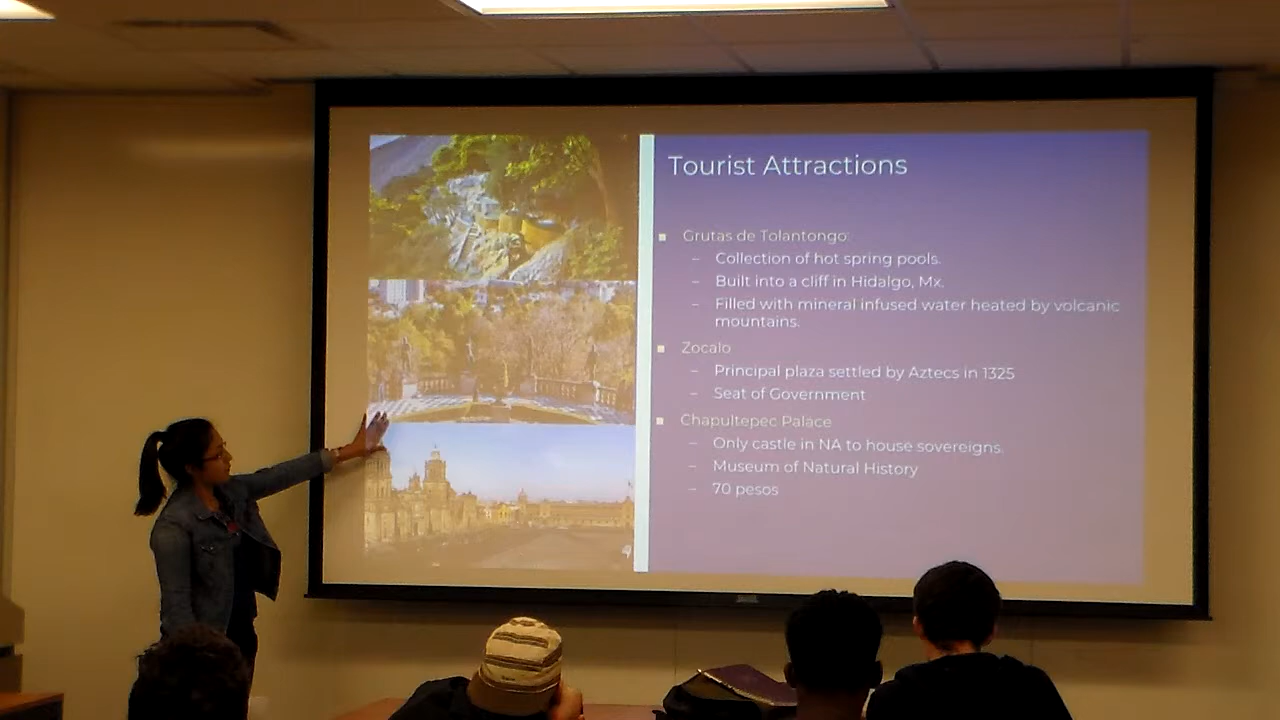 Tourist Attractions
▪ Grutas de Tolantongo:
– Collection of hot spring pools.
– Built into a cliff in Hidalgo, Mx.
– Filled with mineral infused water heated by volcanic
mountains.
▪ Zocalo
– Principal plaza settled by Aztecs in 1325
– Seat of Government
▪ Chapultepec Palace
– Only castle in NA to house sovereigns.
– Museum of Natural History
– 70 pesos